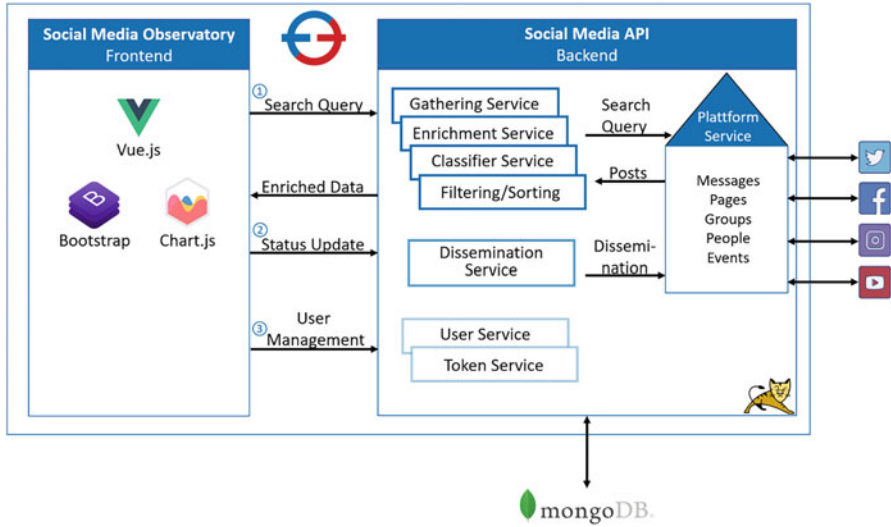 Social Media Observatory
Frontend
Social Media API
Backend
①
Search Query
Vue.js
Enriched Data
Bootstrap
Chart.js
②
Status Update
③
User
Management
Gathering Service
Enrichment Service
Classifier Service
Filtering/Sorting
Search
Query
Posts
Plattform
Service
Messages
Pages
Groups
People
Events
Dissemination
Service
Dissemi-
nation
User Service
Token Service
mongoDB.